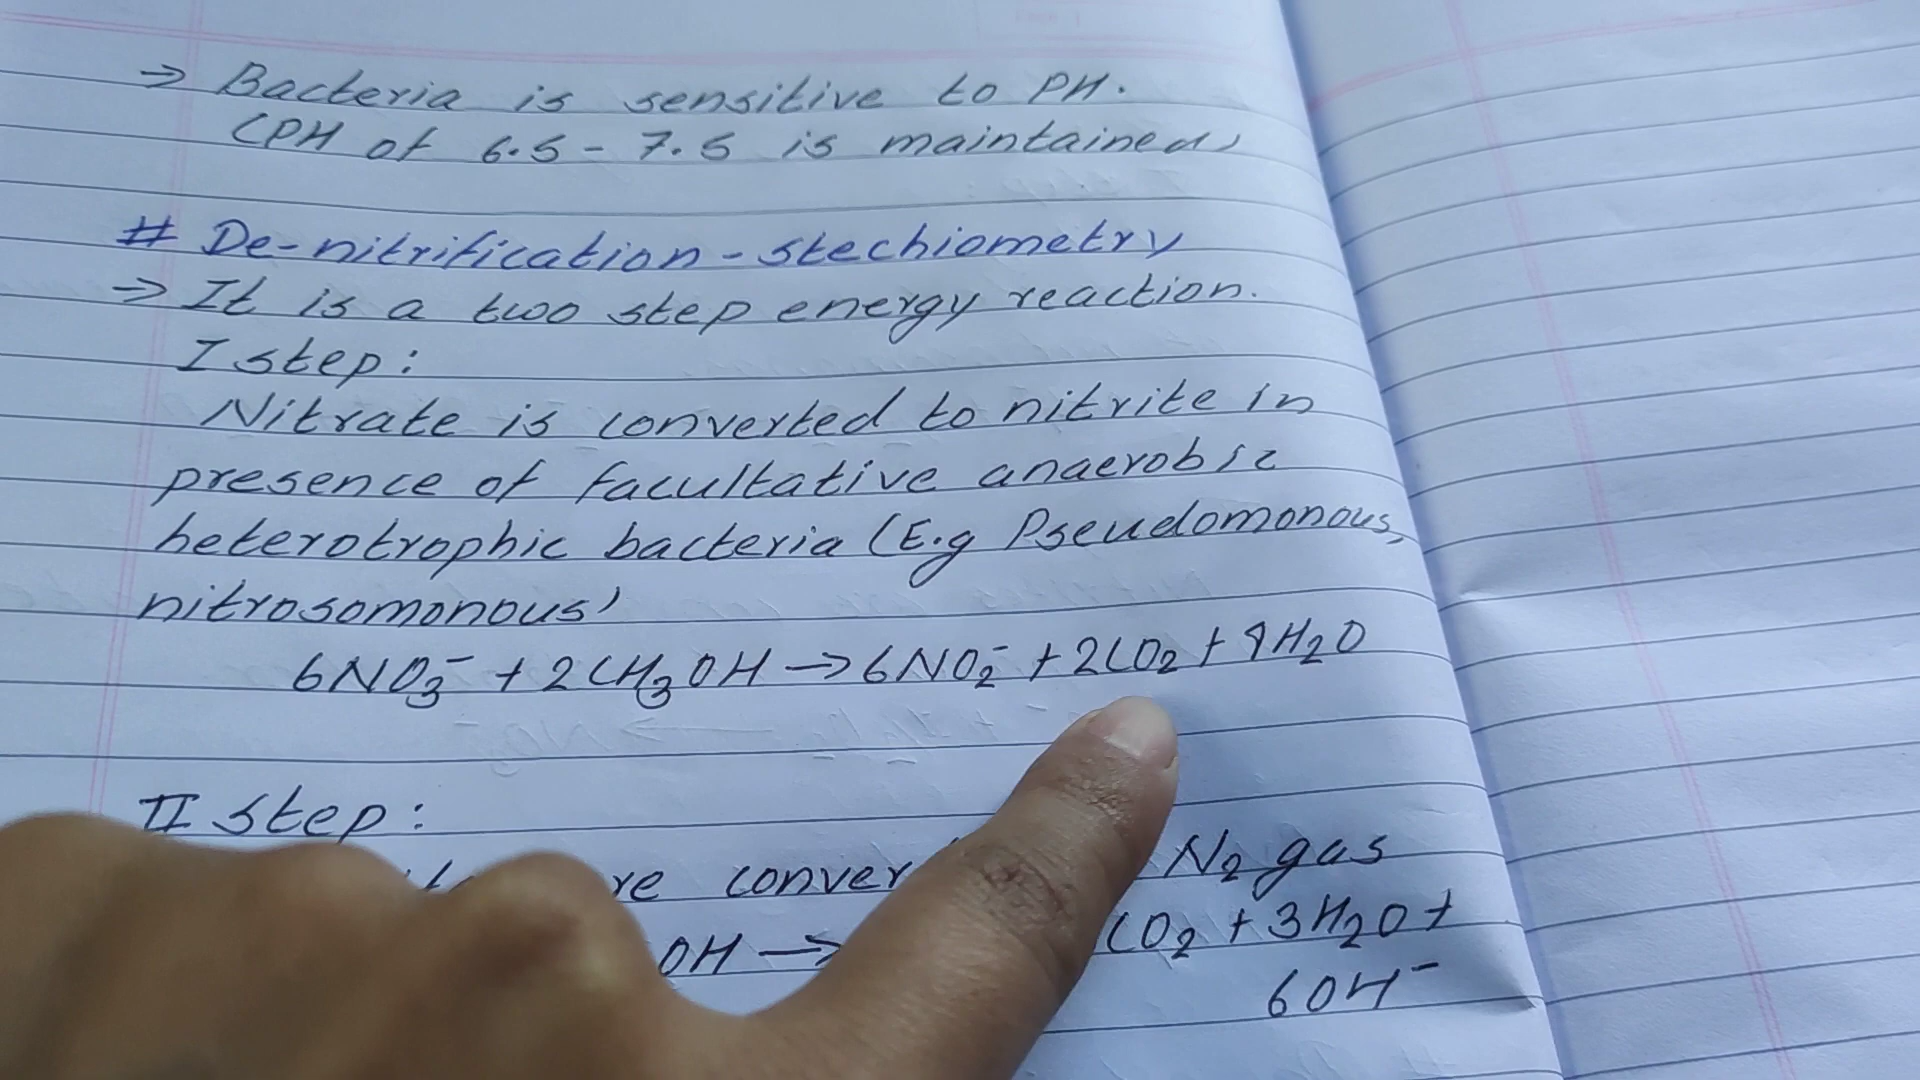 → Bacteria is sensitive to PH.
(PH of 6.5 - 7.5 is maintained)
# De-nitrification - stechiometry
→ It is a two step energy reaction.
I step:
Nitrate is converted to nitrite in
presence of facultative anaerobic
heterotrophic bacteria (E.g Pseudomonous,
nitrosomonous)
6NO₃⁻ + 2CH₃OH → 6NO₂⁻ + 2CO₂ + 4H₂O
II step:
re conver N₂ gas
OH → CO₂ + 3H₂O +
6OH⁻